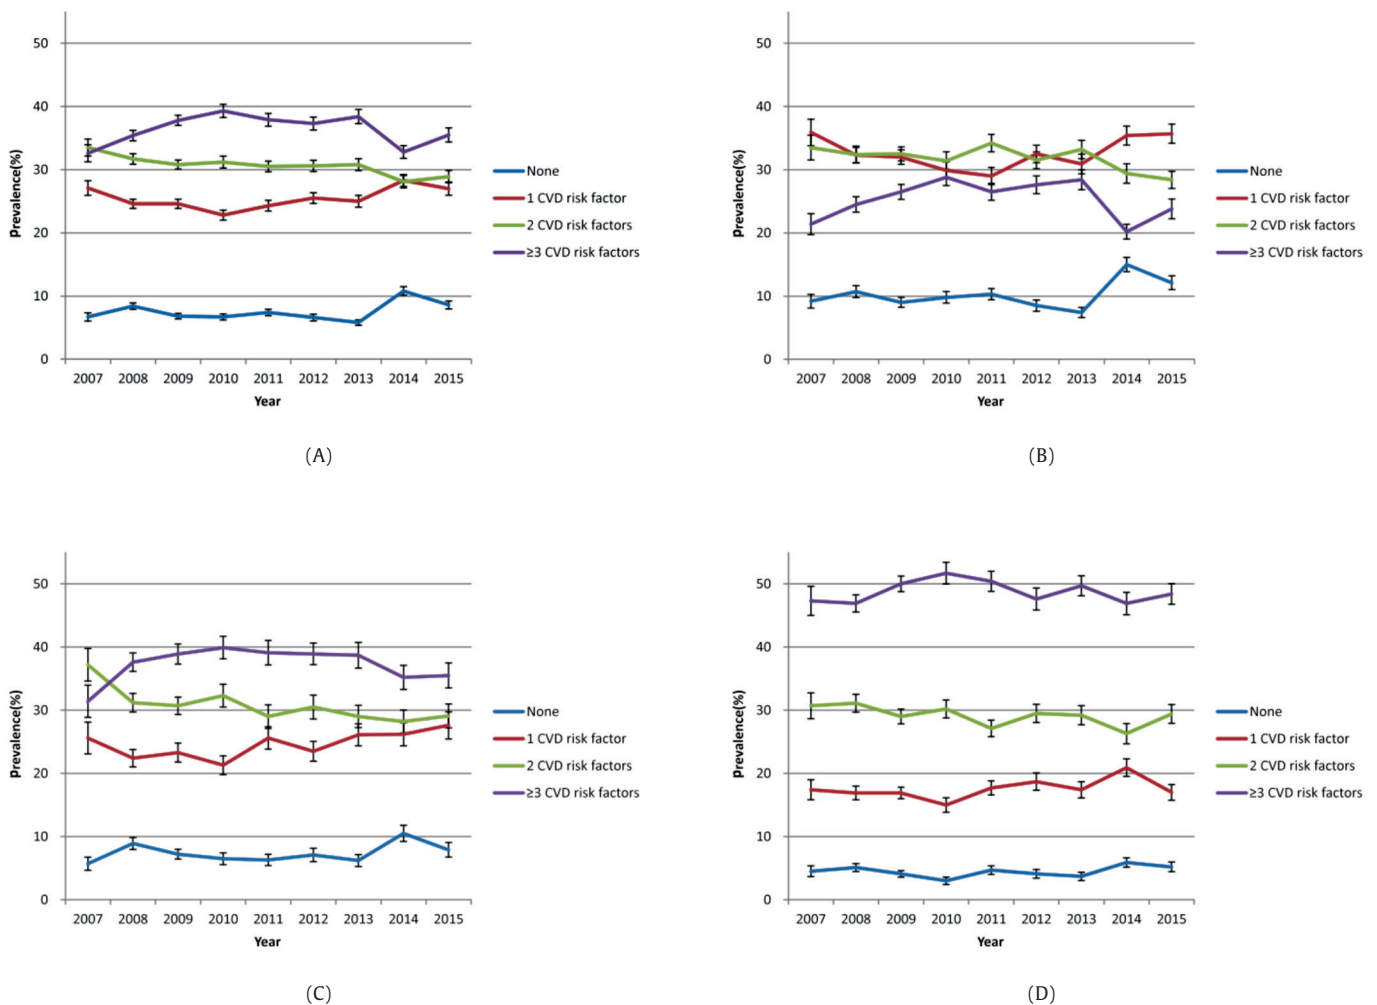 50
40
30
20
10
0
Prevalence(%)
2007 2008 2009 2010 2011 2012 2013 2014 2015
Year
None
1 CVD risk factor
2 CVD risk factors
≥3 CVD risk factors
(A)
50
40
30
20
10
0
Prevalence(%)
2007 2008 2009 2010 2011 2012 2013 2014 2015
Year
None
1 CVD risk factor
2 CVD risk factors
≥3 CVD risk factors
(B)
50
40
30
20
10
0
Prevalence(%)
2007 2008 2009 2010 2011 2012 2013 2014 2015
Year
None
1 CVD risk factor
2 CVD risk factors
≥3 CVD risk factors
(C)
50
40
30
20
10
0
Prevalence(%)
2007 2008 2009 2010 2011 2012 2013 2014 2015
Year
None
1 CVD risk factor
2 CVD risk factors
≥3 CVD risk factors
(D)